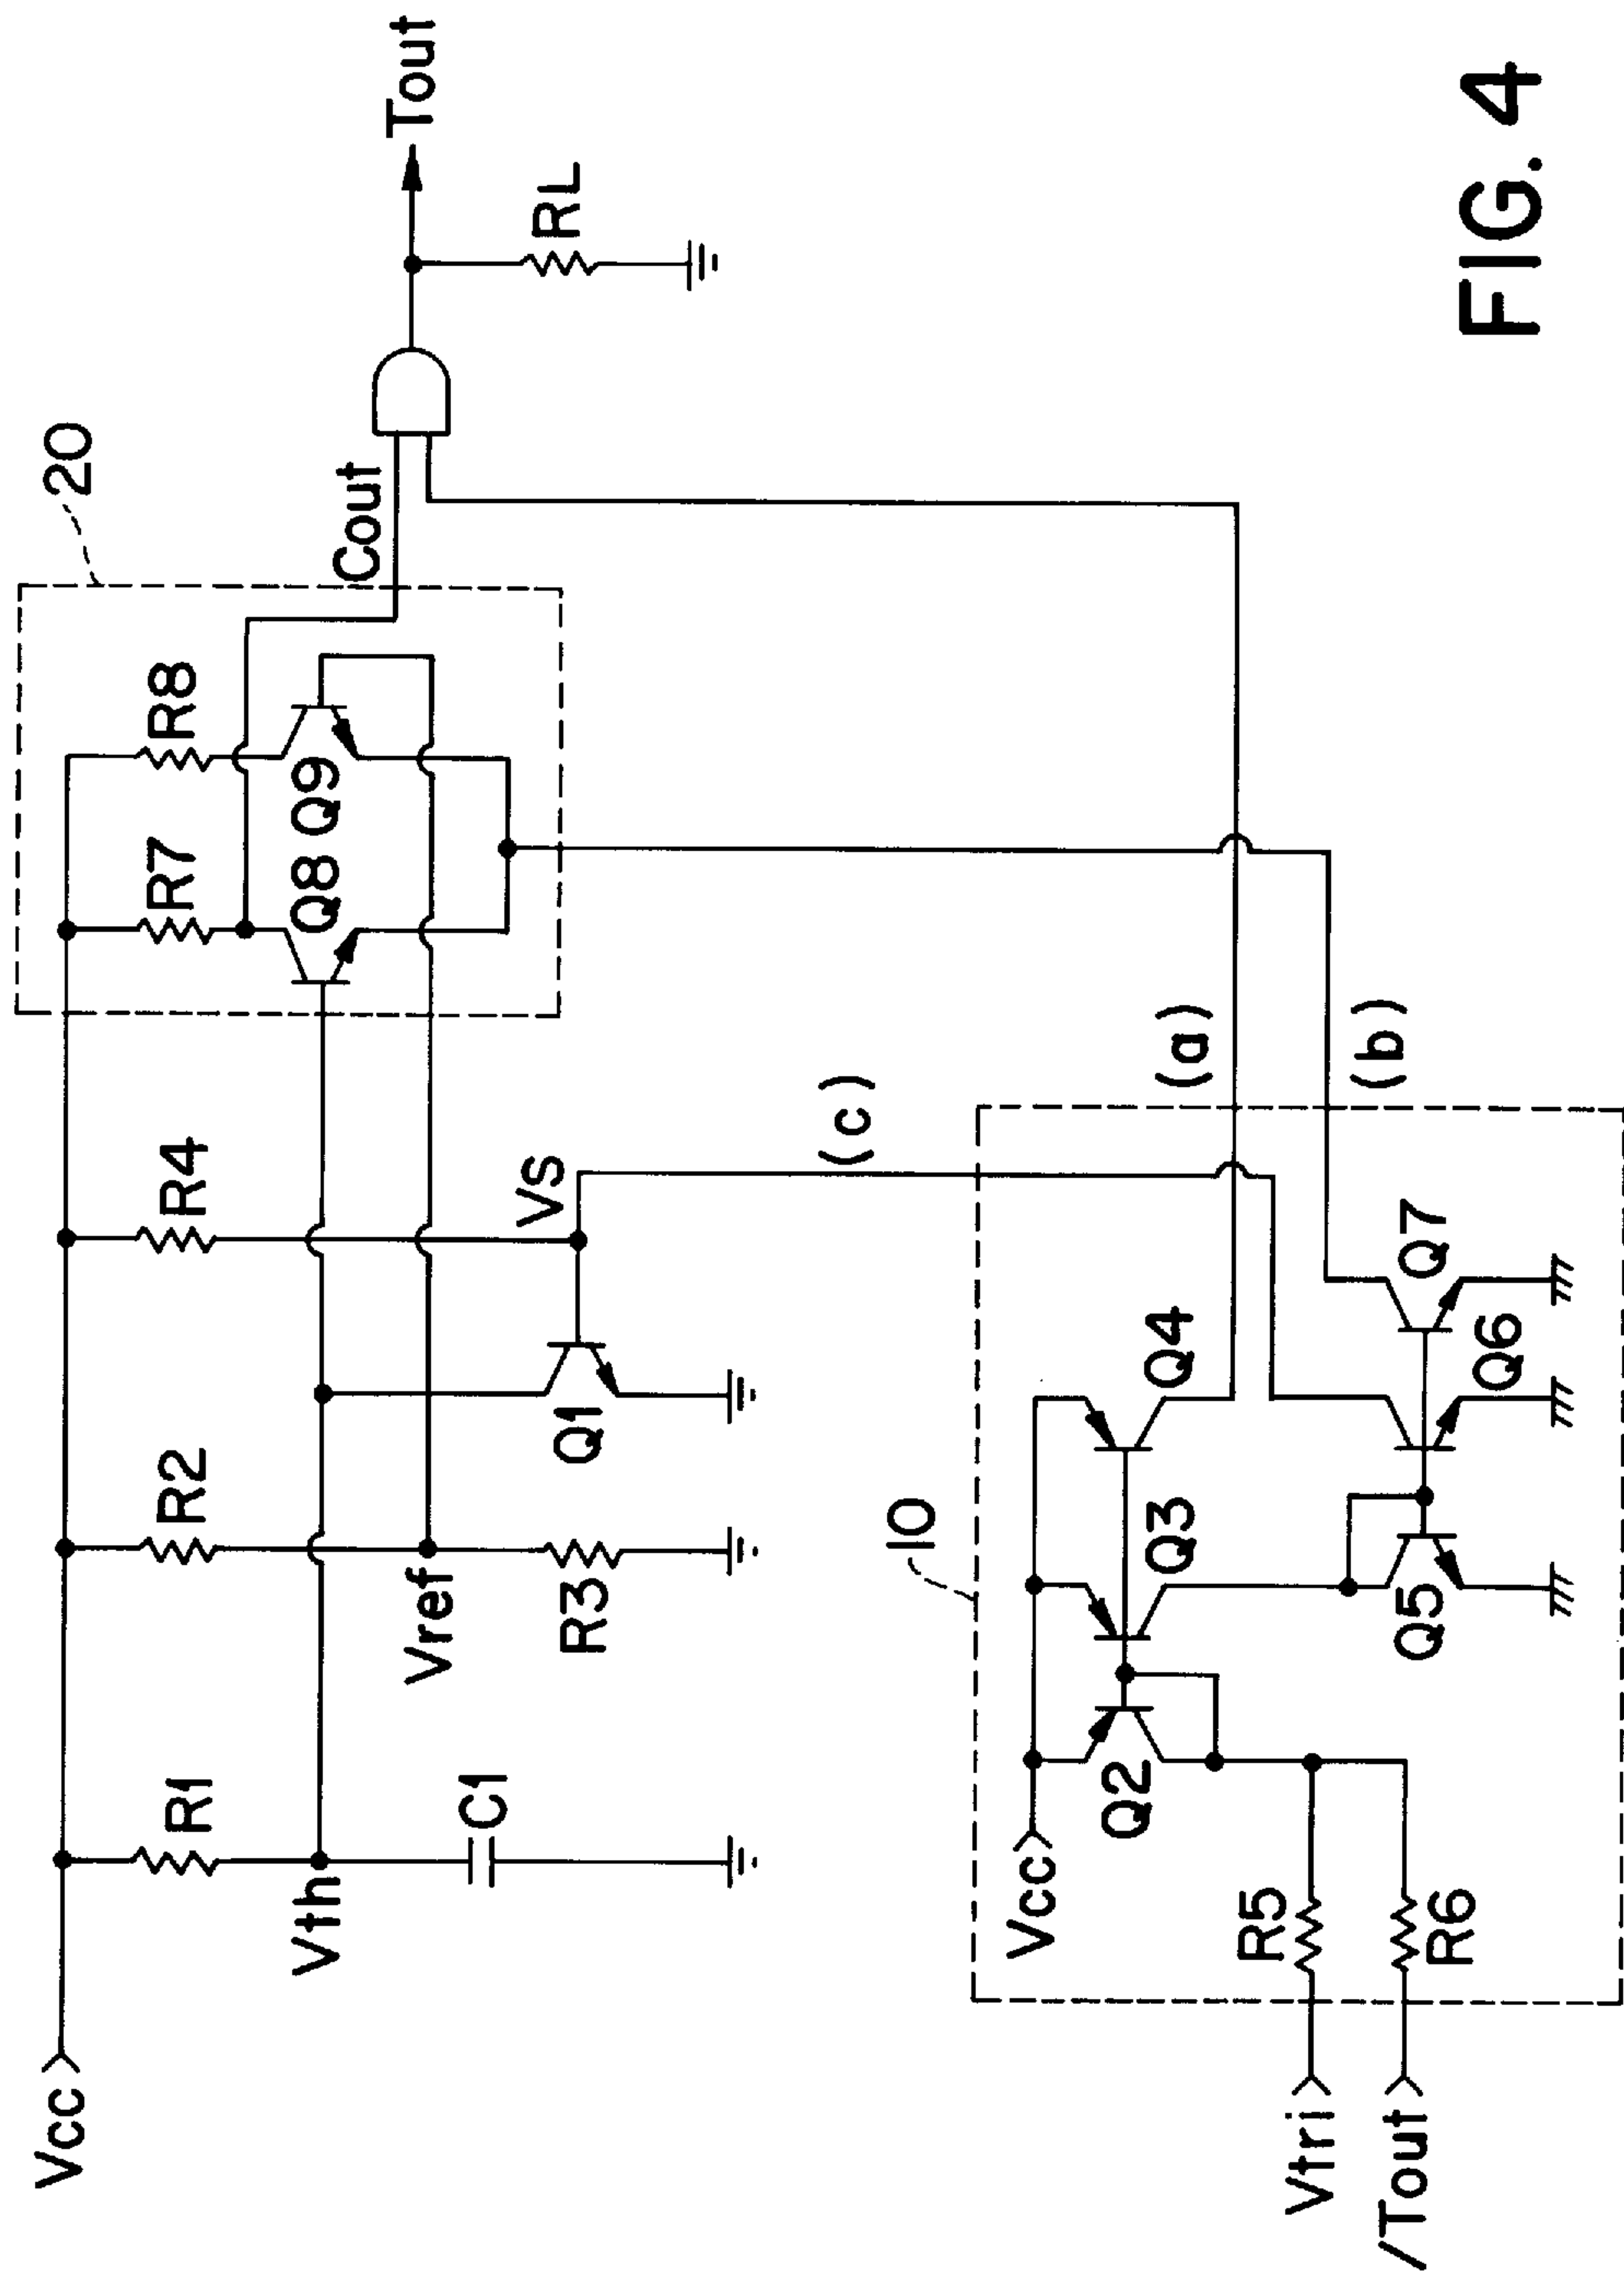 20
Vcc
R1
R2
R4
R7
R8
Vth
Q8
Q9
Cout
Tout
Vref
C1
R3
Q1
Vs
RL
(c)
10
Vcc
Q2
Q3
Q4
(a)
R5
Vtri
R6
/Tout
Q5
Q6
Q7
(b)
FIG. 4